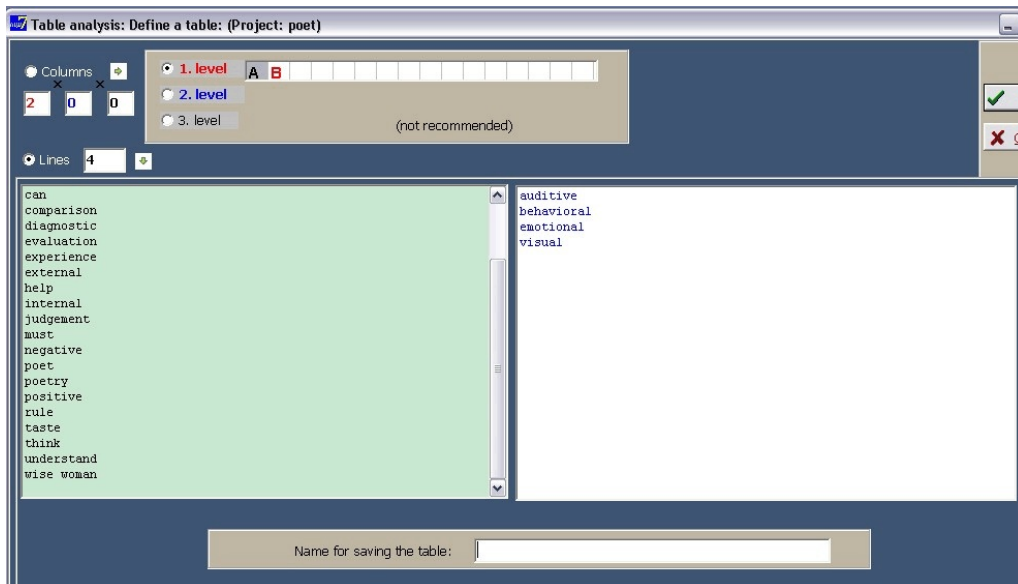 Table analysis: Define a table: (Project: poet)
Columns
2 × 0 × 0
1. level A B
2. level
3. level (not recommended)
Lines 4
can
comparison
diagnostic
evaluation
experience
external
help
internal
judgement
must
negative
poet
poetry
positive
rule
taste
think
understand
wise woman
auditive
behavioral
emotional
visual
Name for saving the table: